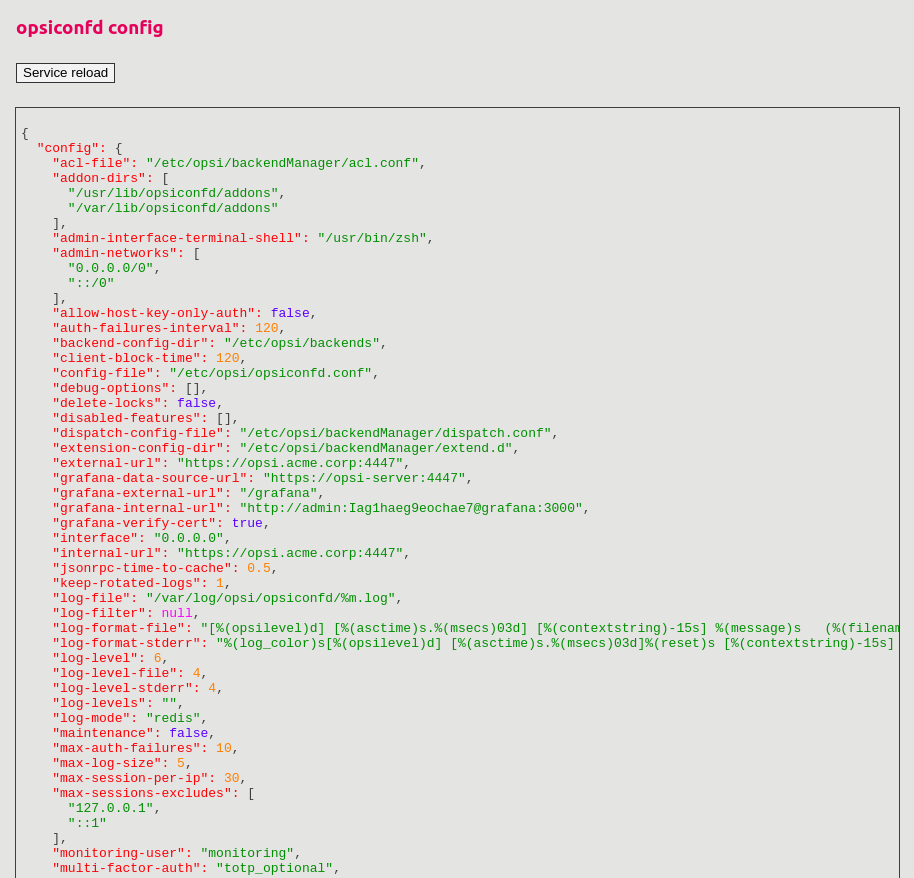 opsiconfd config
Service reload
{
  "config": {
    "acl-file": "/etc/opsi/backendManager/acl.conf",
    "addon-dirs": [
      "/usr/lib/opsiconfd/addons",
      "/var/lib/opsiconfd/addons"
    ],
    "admin-interface-terminal-shell": "/usr/bin/zsh",
    "admin-networks": [
      "0.0.0.0/0",
      "::/0"
    ],
    "allow-host-key-only-auth": false,
    "auth-failures-interval": 120,
    "backend-config-dir": "/etc/opsi/backends",
    "client-block-time": 120,
    "config-file": "/etc/opsi/opsiconfd.conf",
    "debug-options": [],
    "delete-locks": false,
    "disabled-features": [],
    "dispatch-config-file": "/etc/opsi/backendManager/dispatch.conf",
    "extension-config-dir": "/etc/opsi/backendManager/extend.d",
    "external-url": "https://opsi.acme.corp:4447",
    "grafana-data-source-url": "https://opsi-server:4447",
    "grafana-external-url": "/grafana",
    "grafana-internal-url": "http://admin:Iag1haeg9eochae7@grafana:3000",
    "grafana-verify-cert": true,
    "interface": "0.0.0.0",
    "internal-url": "https://opsi.acme.corp:4447",
    "jsonrpc-time-to-cache": 0.5,
    "keep-rotated-logs": 1,
    "log-file": "/var/log/opsi/opsiconfd/%m.log",
    "log-filter": null,
    "log-format-file": "[%(opsilevel)d] [%(asctime)s.%(msecs)03d] [%(contextstring)-15s] %(message)s   (%(filenam
    "log-format-stderr": "%(log_color)s[%(opsilevel)d] [%(asctime)s.%(msecs)03d]%(reset)s [%(contextstring)-15s]
    "log-level": 6,
    "log-level-file": 4,
    "log-level-stderr": 4,
    "log-levels": "",
    "log-mode": "redis",
    "maintenance": false,
    "max-auth-failures": 10,
    "max-log-size": 5,
    "max-session-per-ip": 30,
    "max-sessions-excludes": [
      "127.0.0.1",
      "::1"
    ],
    "monitoring-user": "monitoring",
    "multi-factor-auth": "totp_optional",